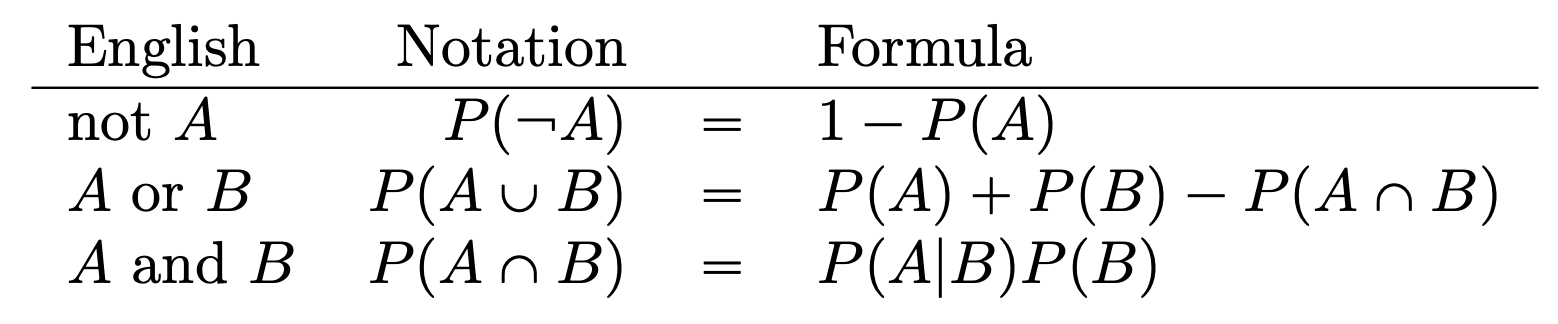 English Notation Formula
not A P(¬A) = 1 − P(A)
A or B P(A ∪ B) = P(A) + P(B) − P(A ∩ B)
A and B P(A ∩ B) = P(A|B)P(B)